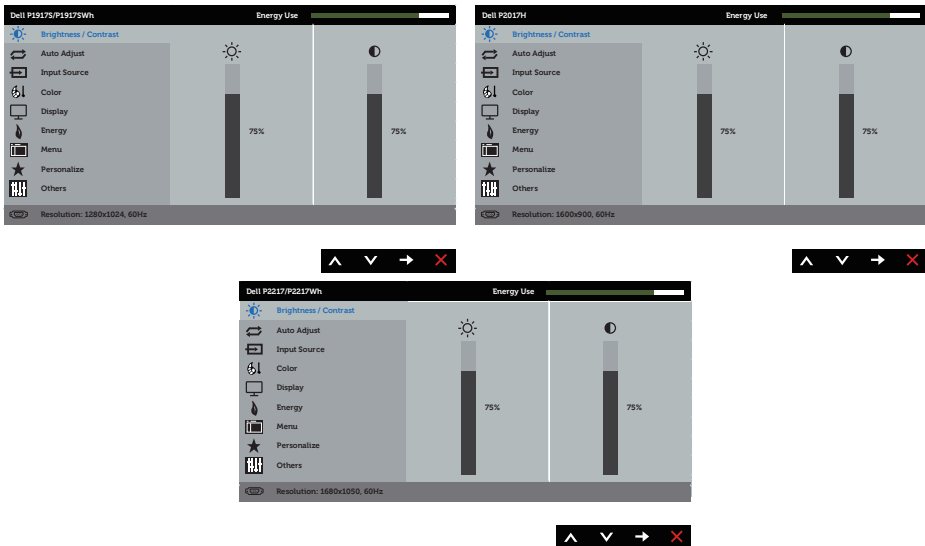 Dell P1917S/P1917SWh Energy Use
Brightness / Contrast
Auto Adjust
Input Source
Color
Display
Energy
Menu
Personalize
Others
75% 75%
Resolution: 1280x1024, 60Hz
Dell P2017H Energy Use
Brightness / Contrast
Auto Adjust
Input Source
Color
Display
Energy
Menu
Personalize
Others
75% 75%
Resolution: 1600x900, 60Hz
Dell P2217/P2217Wh Energy Use
Brightness / Contrast
Auto Adjust
Input Source
Color
Display
Energy
Menu
Personalize
Others
75% 75%
Resolution: 1680x1050, 60Hz